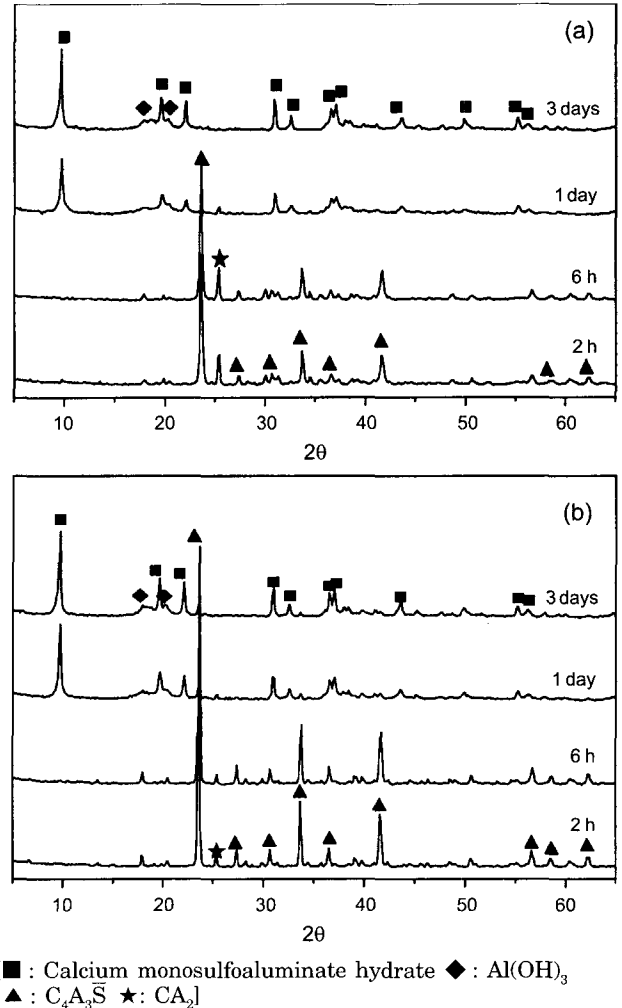 (a)
3 days
1 day
6 h
2 h
10 20 30 40 50 60
2θ
(b)
3 days
1 day
6 h
2 h
10 20 30 40 50 60
2θ
■ : Calcium monosulfoaluminate hydrate ◆ : Al(OH)₃
▲ : C₄A₃S̅ ★ : CA₂]